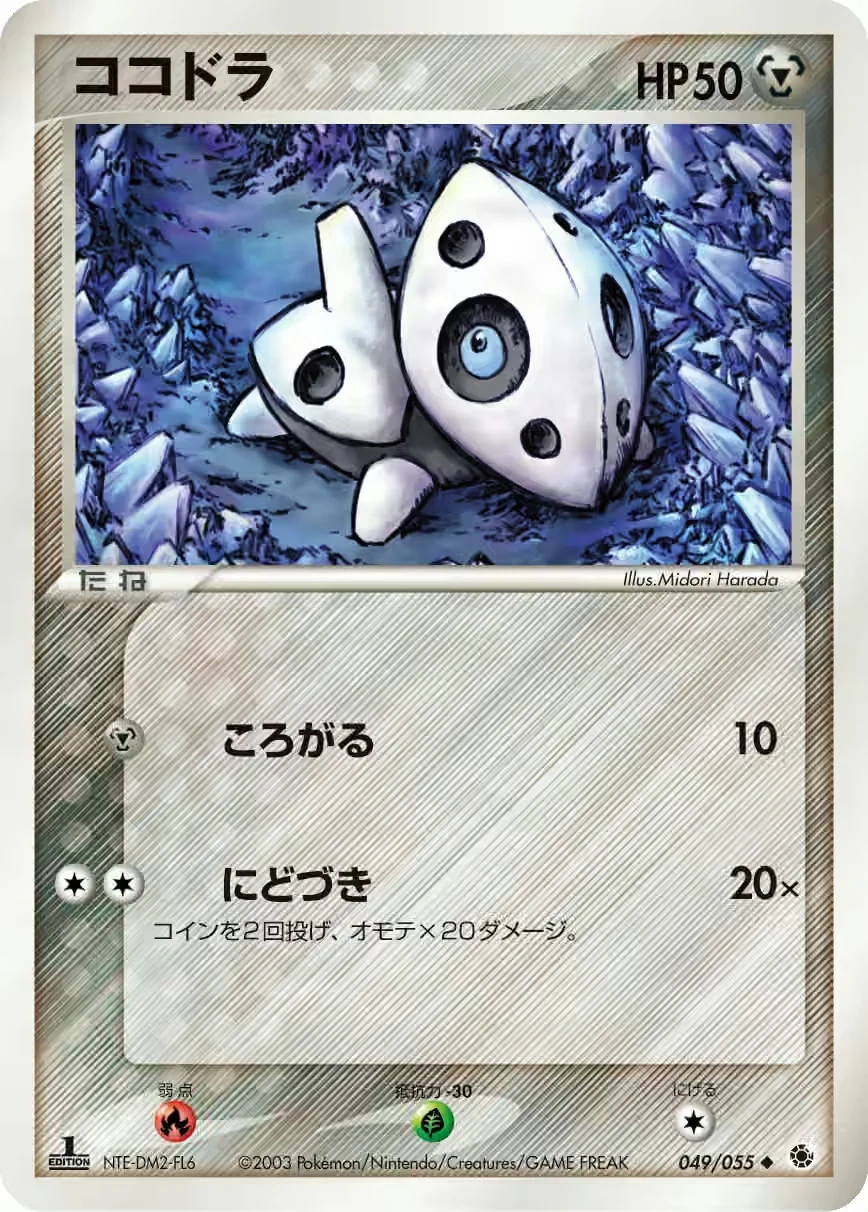 ココドラ
HP50
たね
Illus.Midori Harada
ころがる 10
にどづき 20×
コインを2回投げ、オモテ×20ダメージ。
弱点 抵抗力 -30 にげる
1 EDITION NTE-DM2-FL6 ©2003 Pokémon/Nintendo/Creatures/GAME FREAK 049/055 ◆